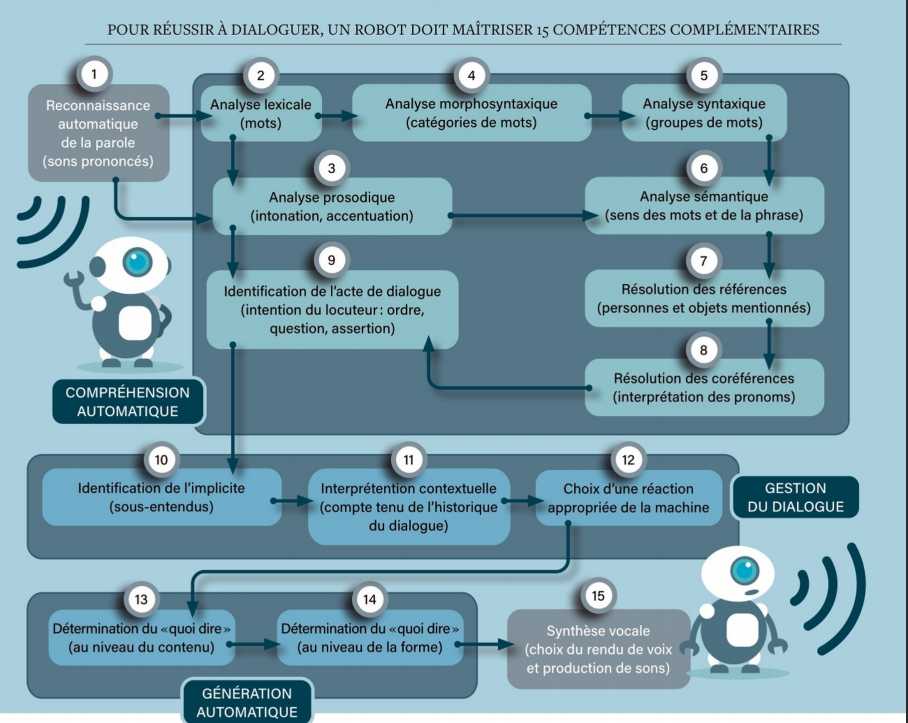 POUR RÉUSSIR À DIALOGUER, UN ROBOT DOIT MAÎTRISER 15 COMPÉTENCES COMPLÉMENTAIRES
1
Reconnaissance
automatique
de la parole
(sons prononcés)
2
Analyse lexicale
(mots)
4
Analyse morphosyntaxique
(catégories de mots)
5
Analyse syntaxique
(groupes de mots)
3
Analyse prosodique
(intonation, accentuation)
6
Analyse sémantique
(sens des mots et de la phrase)
9
Identification de l'acte de dialogue
(intention du locuteur : ordre,
question, assertion)
7
Résolution des références
(personnes et objets mentionnés)
8
Résolution des coréférences
(interprétation des pronoms)
COMPRÉHENSION
AUTOMATIQUE
10
Identification de l'implicite
(sous-entendus)
11
Interprétention contextuelle
(compte tenu de l'historique
du dialogue)
12
Choix d'une réaction
appropriée de la machine
GESTION
DU DIALOGUE
13
Détermination du «quoi dire»
(au niveau du contenu)
14
Détermination du «quoi dire»
(au niveau de la forme)
15
Synthèse vocale
(choix du rendu de voix
et production de sons)
GÉNÉRATION
AUTOMATIQUE